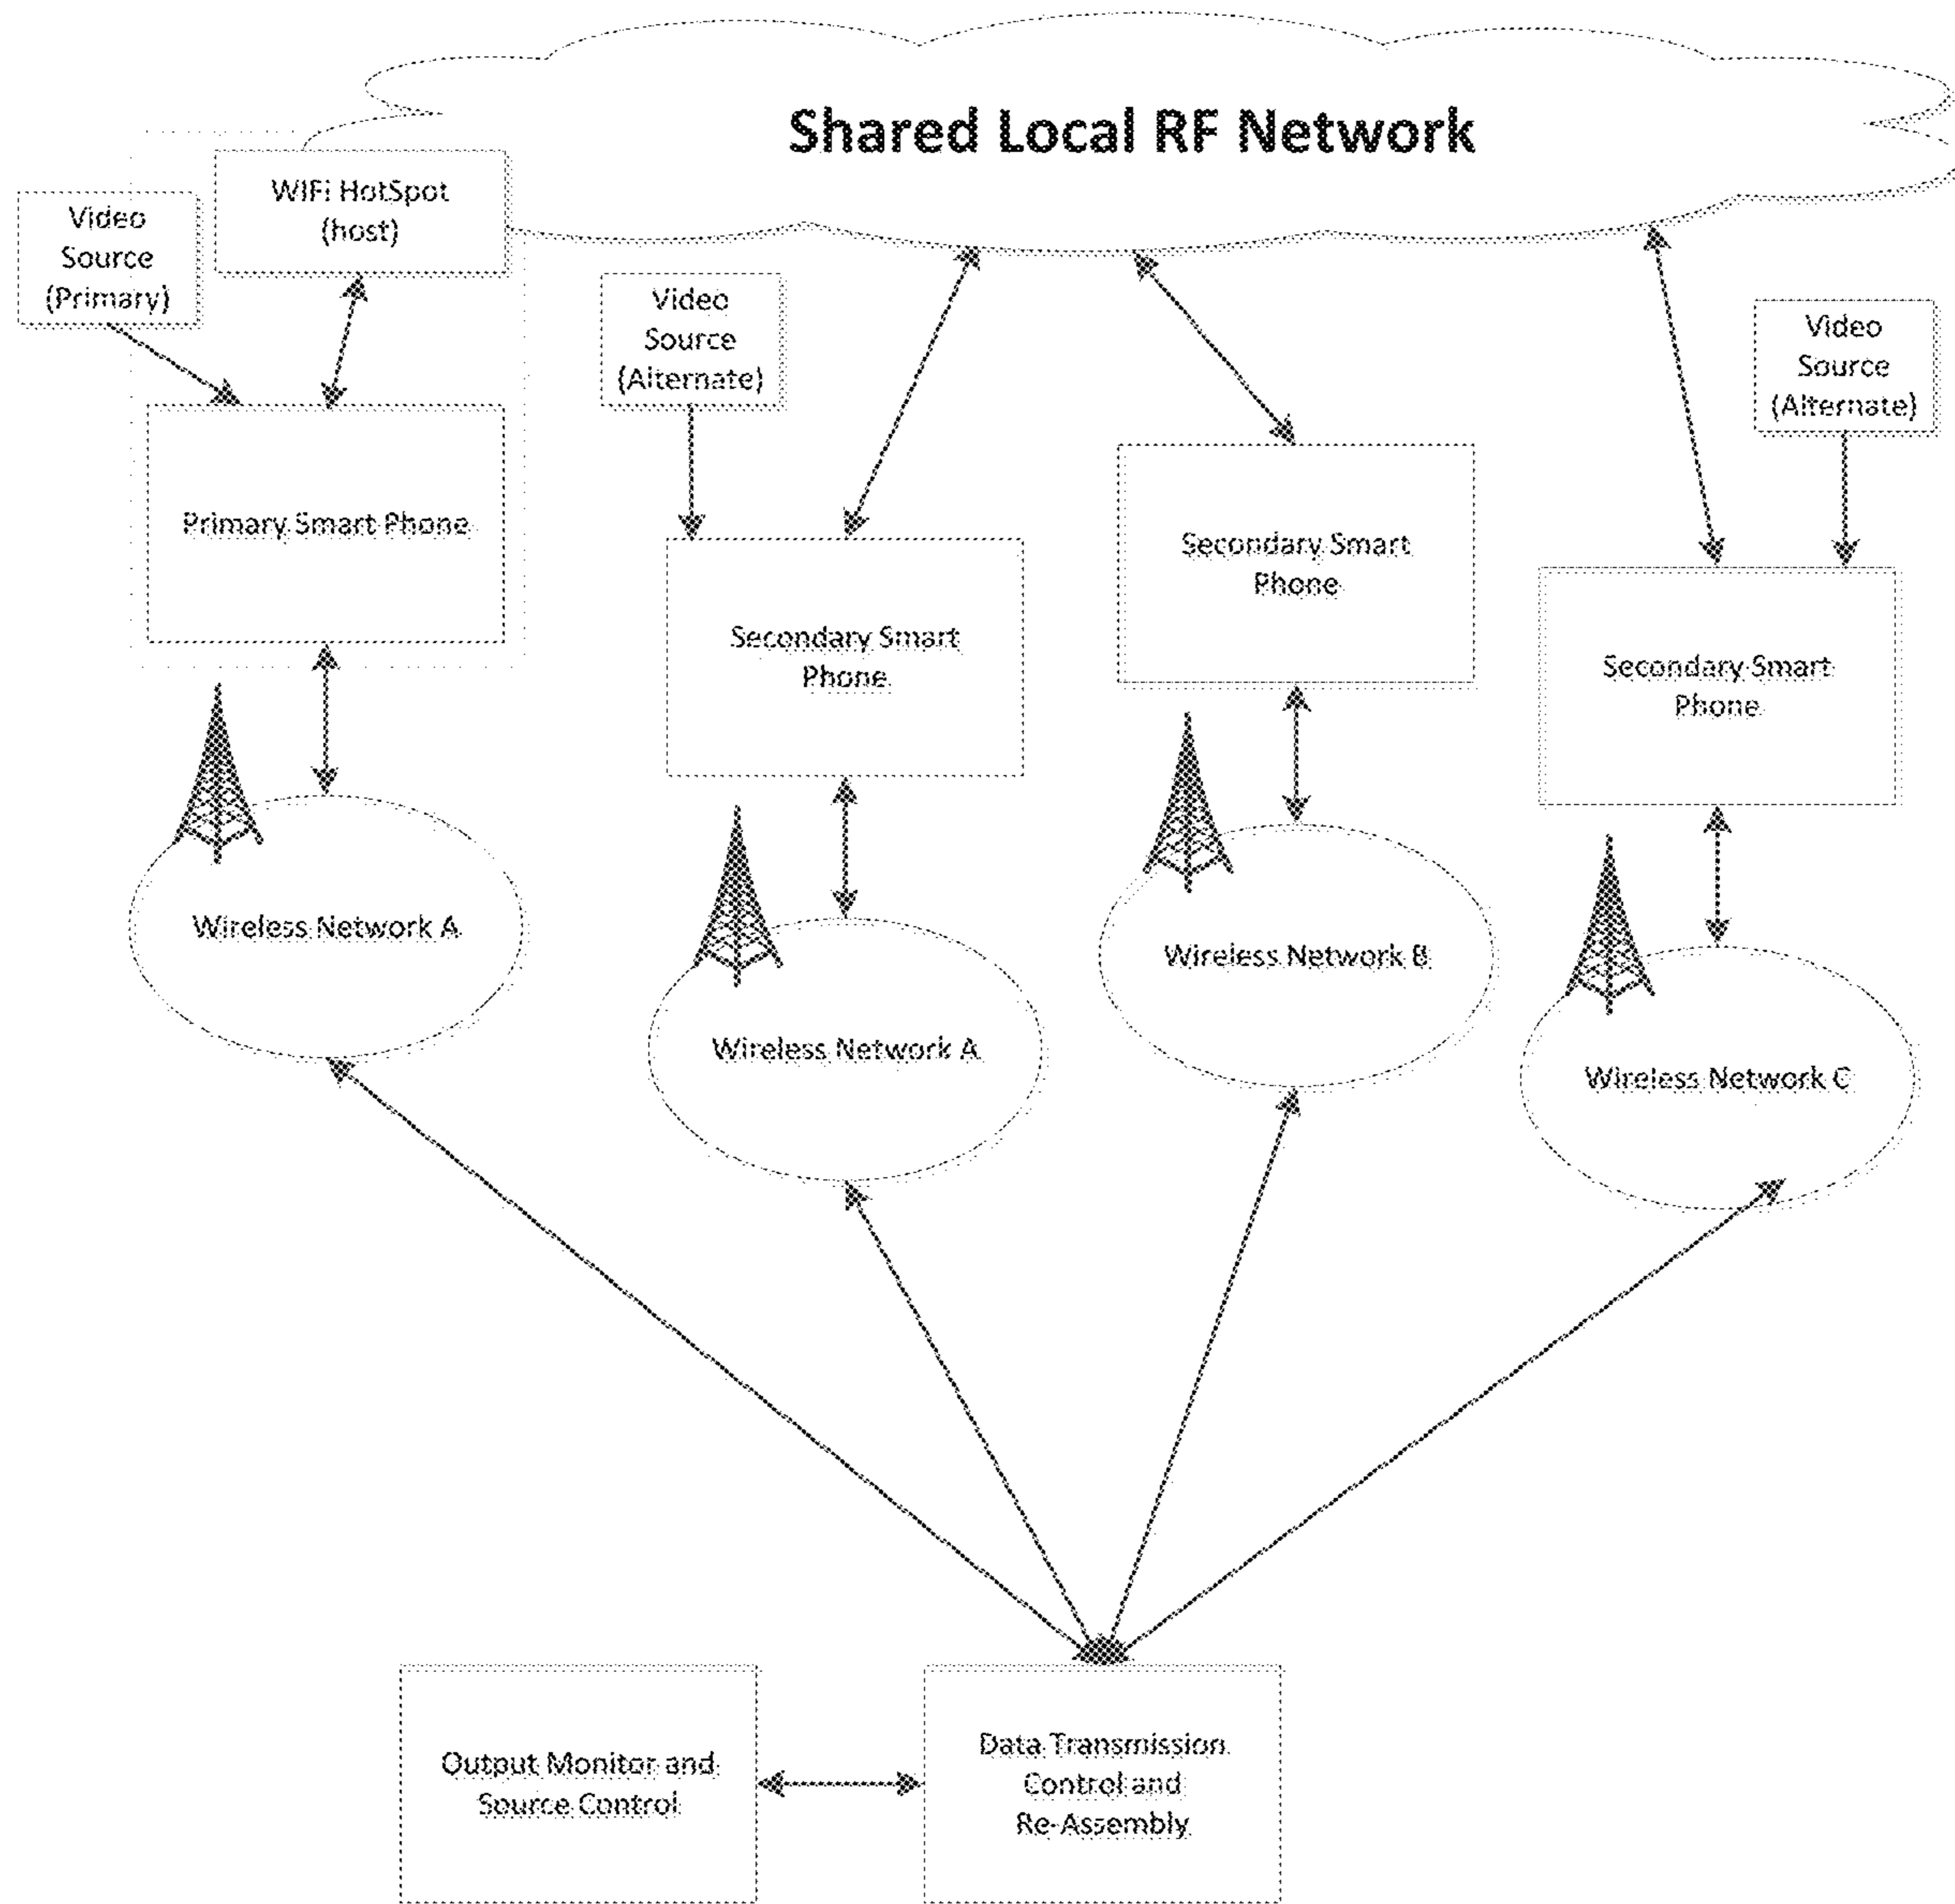 Shared Local RF Network
WIFi HotSpot
(host)
Video
Source
(Primary)
Video
Source
(Alternate)
Video
Source
(Alternate)
Primary Smart Phone
Secondary Smart
Phone
Secondary Smart
Phone
Secondary Smart
Phone
Wireless Network A
Wireless Network A
Wireless Network B
Wireless Network C
Output Monitor and
Source Control
Data Transmission
Control and
Re-Assembly